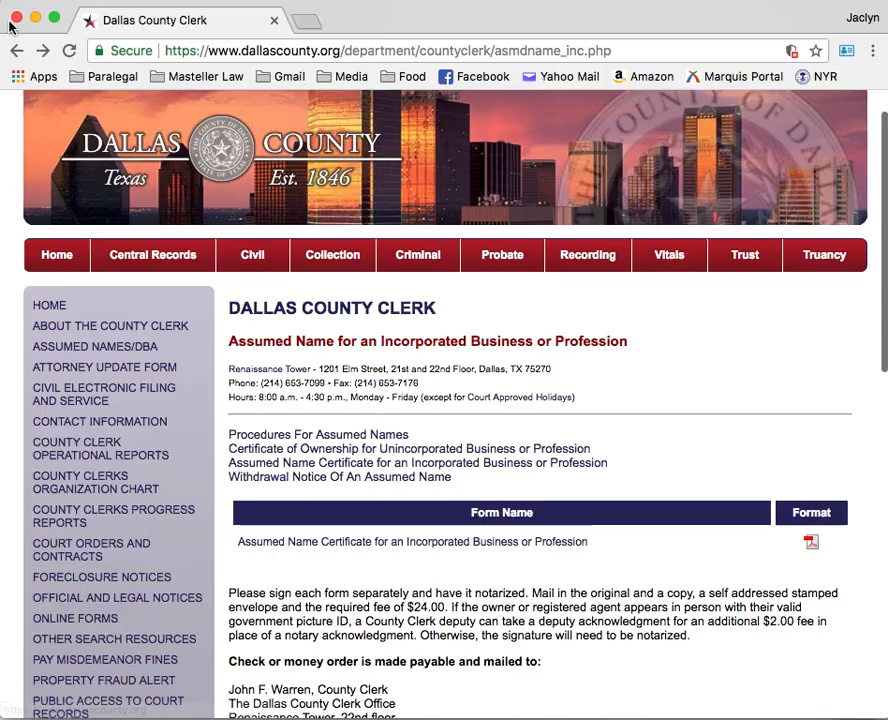 Dallas County Clerk
Jaclyn
Secure https://www.dallascounty.org/department/countyclerk/asmdname_inc.php
Apps Paralegal Masteller Law Gmail Media Food Facebook Yahoo Mail Amazon Marquis Portal NYR
DALLAS COUNTY
Texas Est. 1846
THE COUNTY OF DALLAS
Home Central Records Civil Collection Criminal Probate Recording Vitals Trust Truancy
HOME
ABOUT THE COUNTY CLERK
ASSUMED NAMES/DBA
ATTORNEY UPDATE FORM
CIVIL ELECTRONIC FILING
AND SERVICE
CONTACT INFORMATION
COUNTY CLERK
OPERATIONAL REPORTS
COUNTY CLERKS
ORGANIZATION CHART
COUNTY CLERKS PROGRESS
REPORTS
COURT ORDERS AND
CONTRACTS
FORECLOSURE NOTICES
OFFICIAL AND LEGAL NOTICES
ONLINE FORMS
OTHER SEARCH RESOURCES
PAY MISDEMEANOR FINES
PROPERTY FRAUD ALERT
PUBLIC ACCESS TO COURT
RECORDS
DALLAS COUNTY CLERK
Assumed Name for an Incorporated Business or Profession
Renaissance Tower - 1201 Elm Street, 21st and 22nd Floor, Dallas, TX 75270
Phone: (214) 653-7099 • Fax: (214) 653-7176
Hours: 8:00 a.m. - 4:30 p.m., Monday - Friday (except for Court Approved Holidays)
Procedures For Assumed Names
Certificate of Ownership for Unincorporated Business or Profession
Assumed Name Certificate for an Incorporated Business or Profession
Withdrawal Notice Of An Assumed Name
Form Name Format
Assumed Name Certificate for an Incorporated Business or Profession
Please sign each form separately and have it notarized. Mail in the original and a copy, a self addressed stamped
envelope and the required fee of $24.00. If the owner or registered agent appears in person with their valid
government picture ID, a County Clerk deputy can take a deputy acknowledgment for an additional $2.00 fee in
place of a notary acknowledgment. Otherwise, the signature will need to be notarized.
Check or money order is made payable and mailed to:
John F. Warren, County Clerk
The Dallas County Clerk Office
Renaissance Tower, 22nd floor